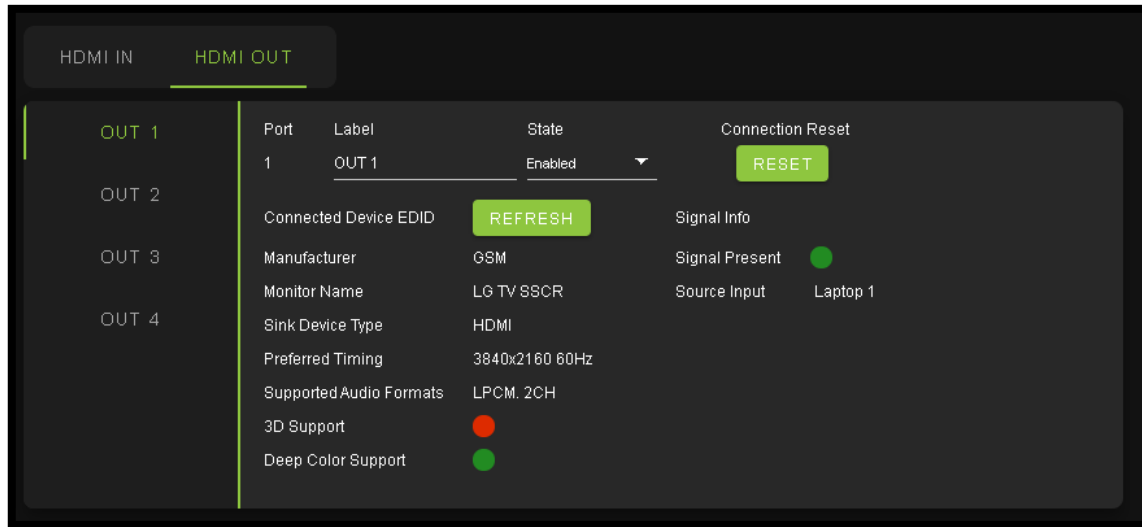 HDMI IN HDMI OUT
OUT 1
OUT 2
OUT 3
OUT 4
Port Label State Connection Reset
1 OUT 1 Enabled RESET
Connected Device EDID REFRESH Signal Info
Manufacturer GSM Signal Present
Monitor Name LG TV SSCR Source Input Laptop 1
Sink Device Type HDMI
Preferred Timing 3840x2160 60Hz
Supported Audio Formats LPCM. 2CH
3D Support
Deep Color Support